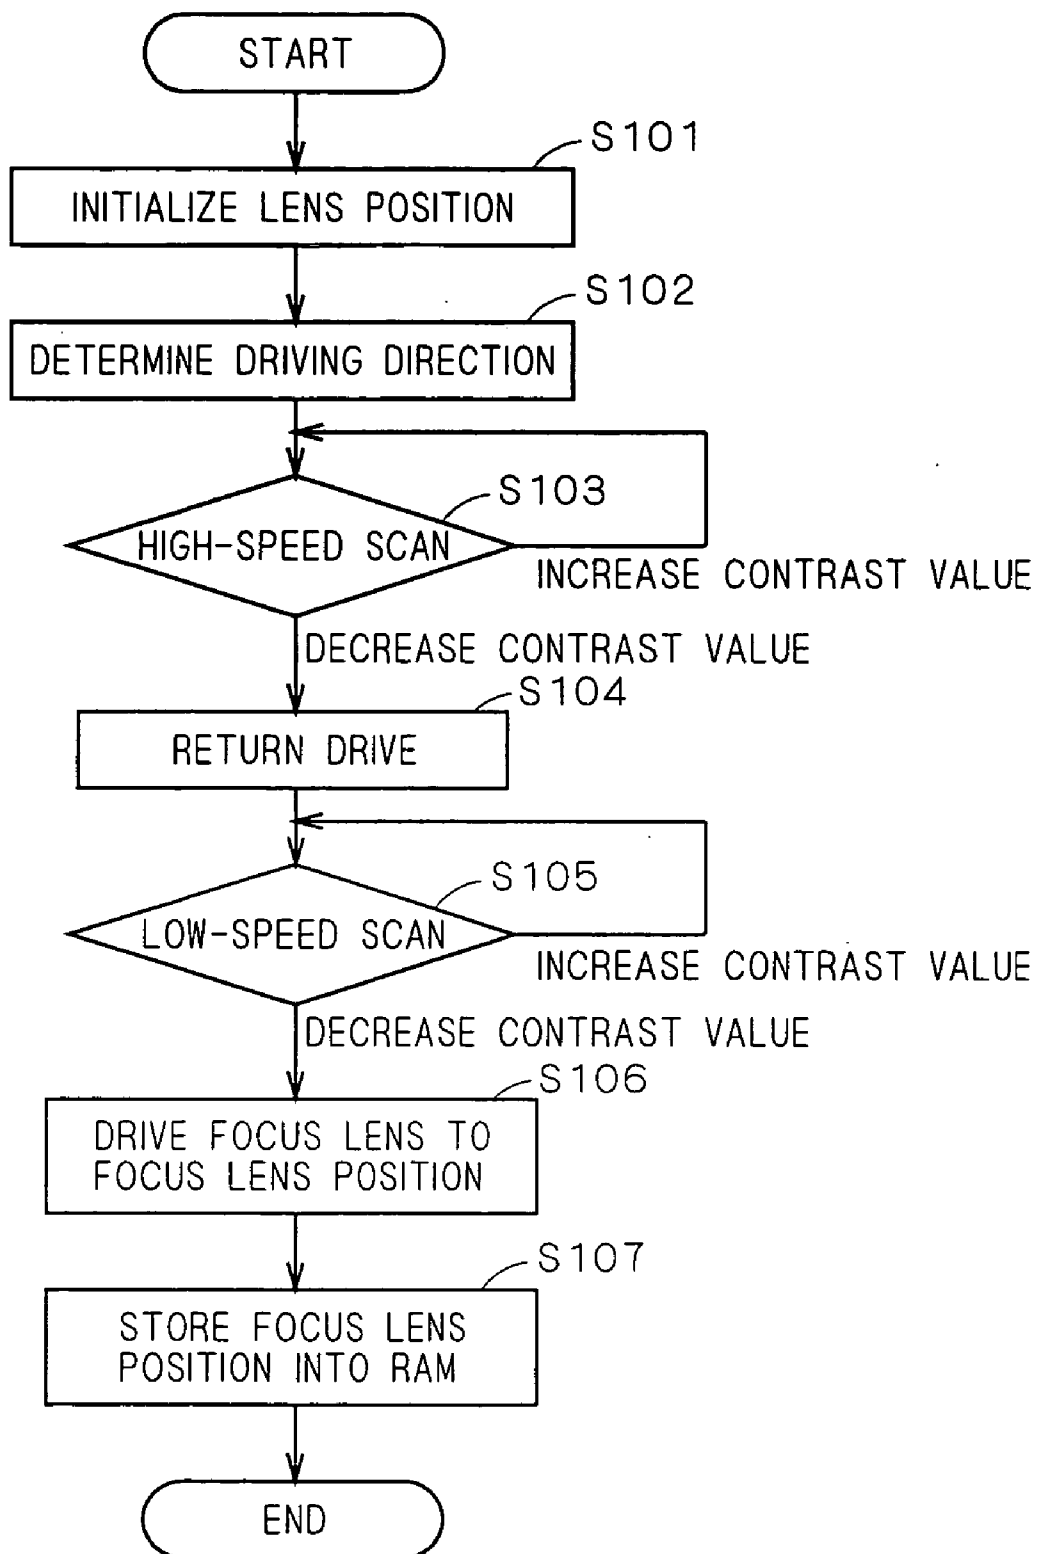 START
S101
INITIALIZE LENS POSITION
S102
DETERMINE DRIVING DIRECTION
S103
HIGH-SPEED SCAN
INCREASE CONTRAST VALUE
DECREASE CONTRAST VALUE
S104
RETURN DRIVE
S105
LOW-SPEED SCAN
INCREASE CONTRAST VALUE
DECREASE CONTRAST VALUE
S106
DRIVE FOCUS LENS TO
FOCUS LENS POSITION
S107
STORE FOCUS LENS
POSITION INTO RAM
END